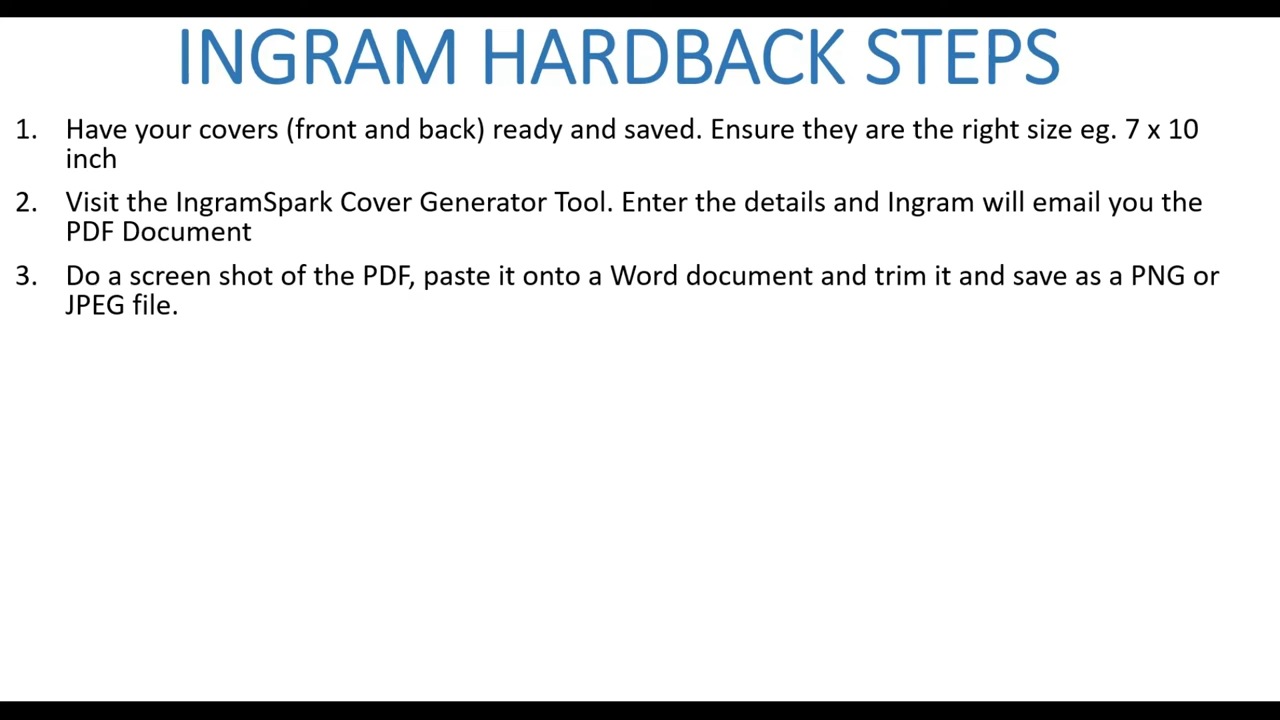 INGRAM HARDBACK STEPS
1. Have your covers (front and back) ready and saved. Ensure they are the right size eg. 7 x 10
inch
2. Visit the IngramSpark Cover Generator Tool. Enter the details and Ingram will email you the
PDF Document
3. Do a screen shot of the PDF, paste it onto a Word document and trim it and save as a PNG or
JPEG file.